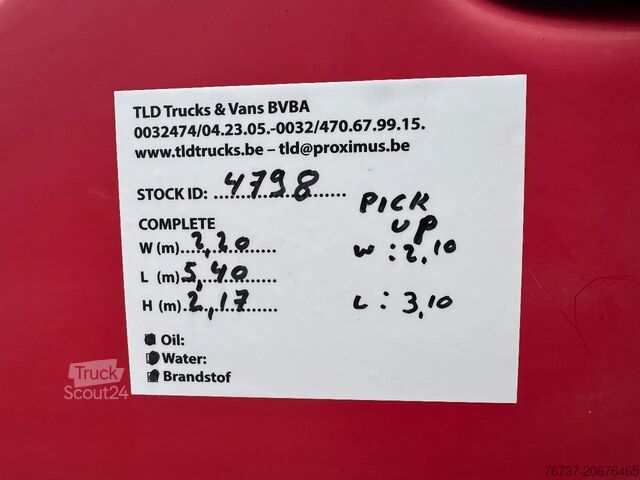 TLD Trucks & Vans BVBA
0032474/04.23.05.-0032/470.67.99.15.
www.tldtrucks.be – tld@proximus.be
STOCK ID: 4798
COMPLETE
W (m) 2,20
L (m) 5,40
H (m) 2,17
PICK
UP
W : 2,10
L : 3,10
Oil:
Water:
Brandstof
Truck
Scout24
76737-20676465